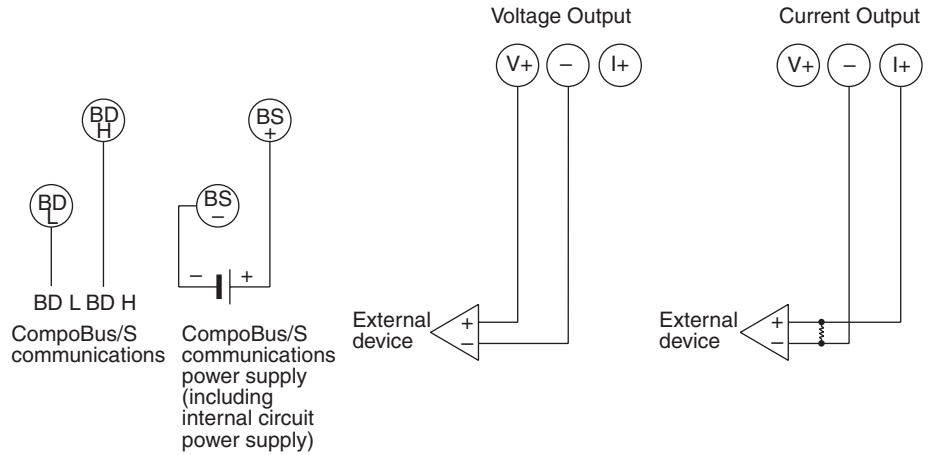 Voltage Output
Current Output
V+ − I+
V+ − I+
BD H
BS +
BD L
BS −
− +
BD L BD H
CompoBus/S
communications
CompoBus/S
communications
power supply
(including
internal circuit
power supply)
External
device
+
−
External
device
+
−